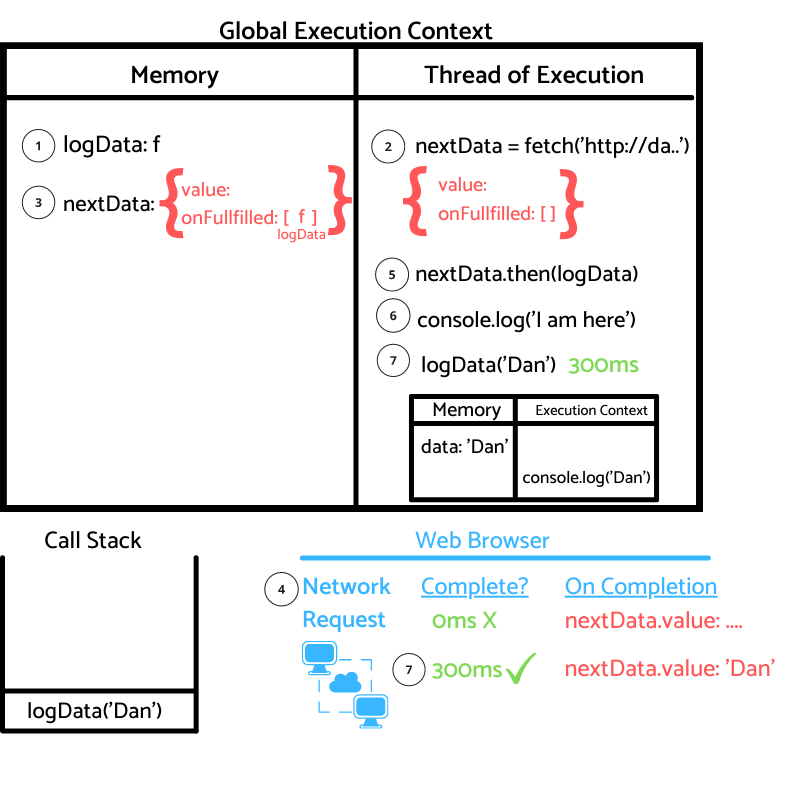 Global Execution Context
Memory
Thread of Execution
1 logData: f
3 nextData: { value:
onFullfilled: [ f ] }
logData
2 nextData = fetch('http://da..')
{ value:
onFullfilled: [ ] }
5 nextData.then(logData)
6 console.log('I am here')
7 logData('Dan') 300ms
Memory Execution Context
data: 'Dan'
console.log('Dan')
Call Stack
logData('Dan')
Web Browser
4 Network Complete? On Completion
Request 0ms X nextData.value: ....
7 300ms ✓ nextData.value: 'Dan'